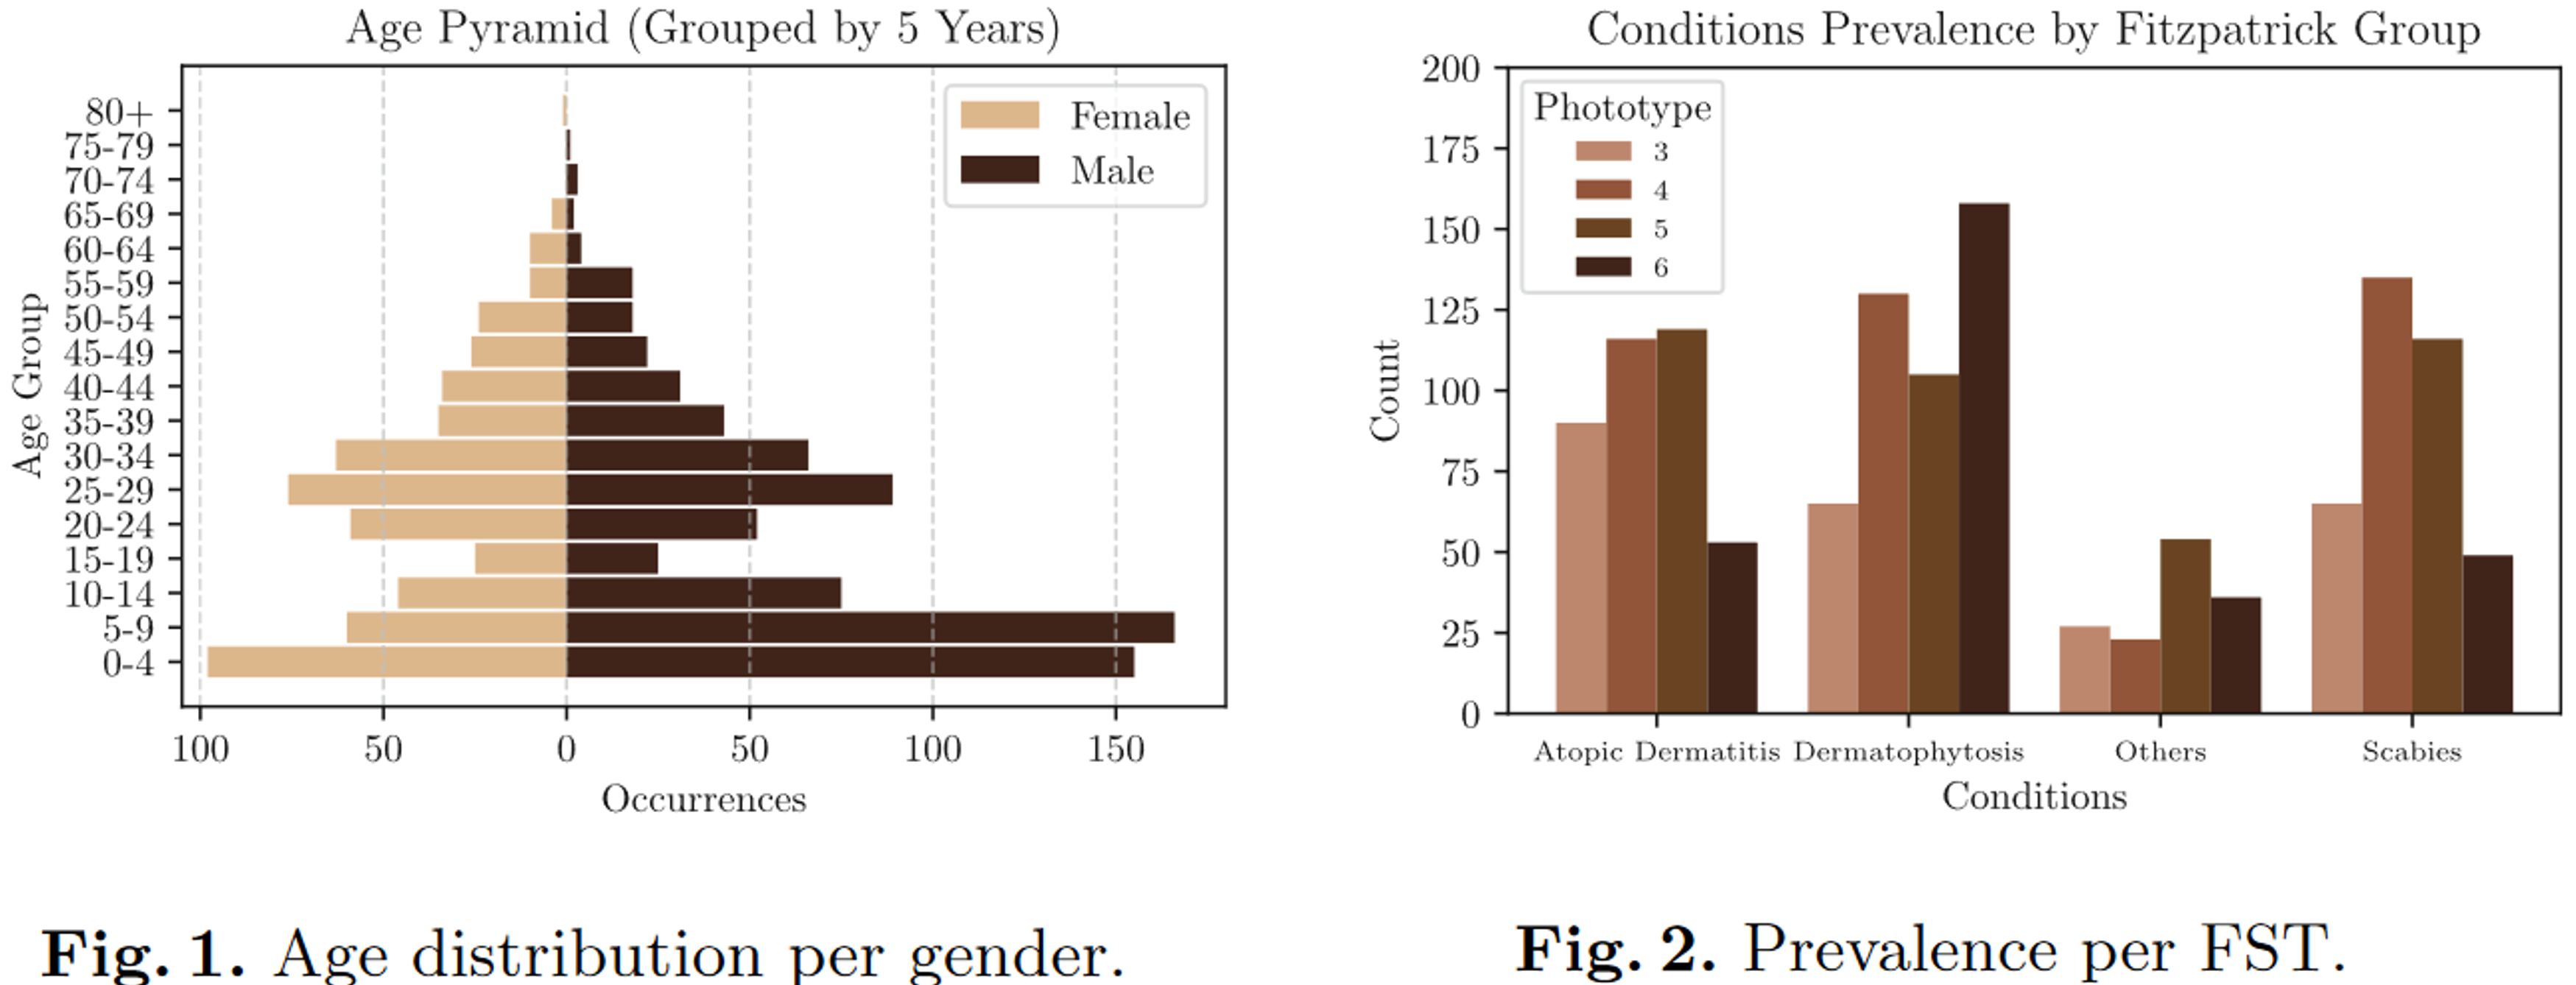 Age Pyramid (Grouped by 5 Years)
Female
Male
Age Group
80+
75-79
70-74
65-69
60-64
55-59
50-54
45-49
40-44
35-39
30-34
25-29
20-24
15-19
10-14
5-9
0-4
100 50 0 50 100 150
Occurrences
Fig. 1. Age distribution per gender.
Conditions Prevalence by Fitzpatrick Group
Phototype
3
4
5
6
Count
200
175
150
125
100
75
50
25
0
Atopic Dermatitis Dermatophytosis Others Scabies
Conditions
Fig. 2. Prevalence per FST.